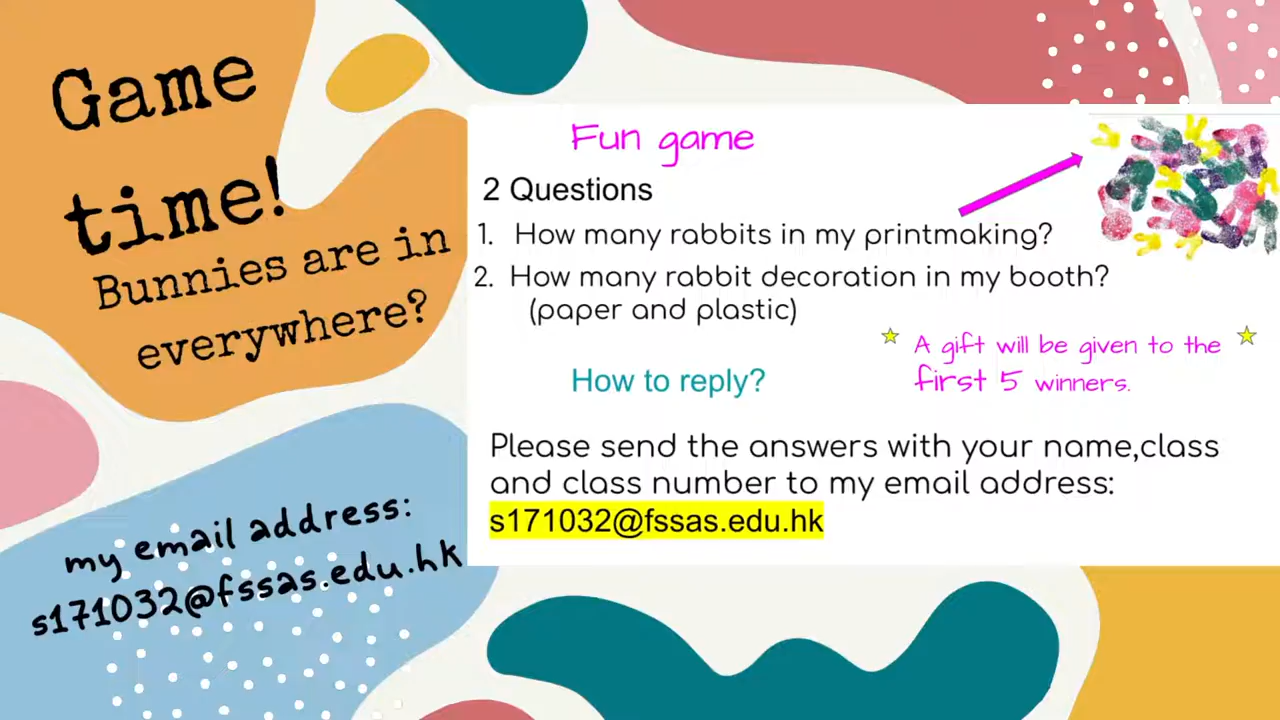 Game
time!
Bunnies are in
everywhere?
my email address:
s171032@fssas.edu.hk
Fun game
2 Questions
1. How many rabbits in my printmaking?
2. How many rabbit decoration in my booth?
(paper and plastic)
A gift will be given to the
first 5 winners.
How to reply?
Please send the answers with your name,class
and class number to my email address:
s171032@fssas.edu.hk